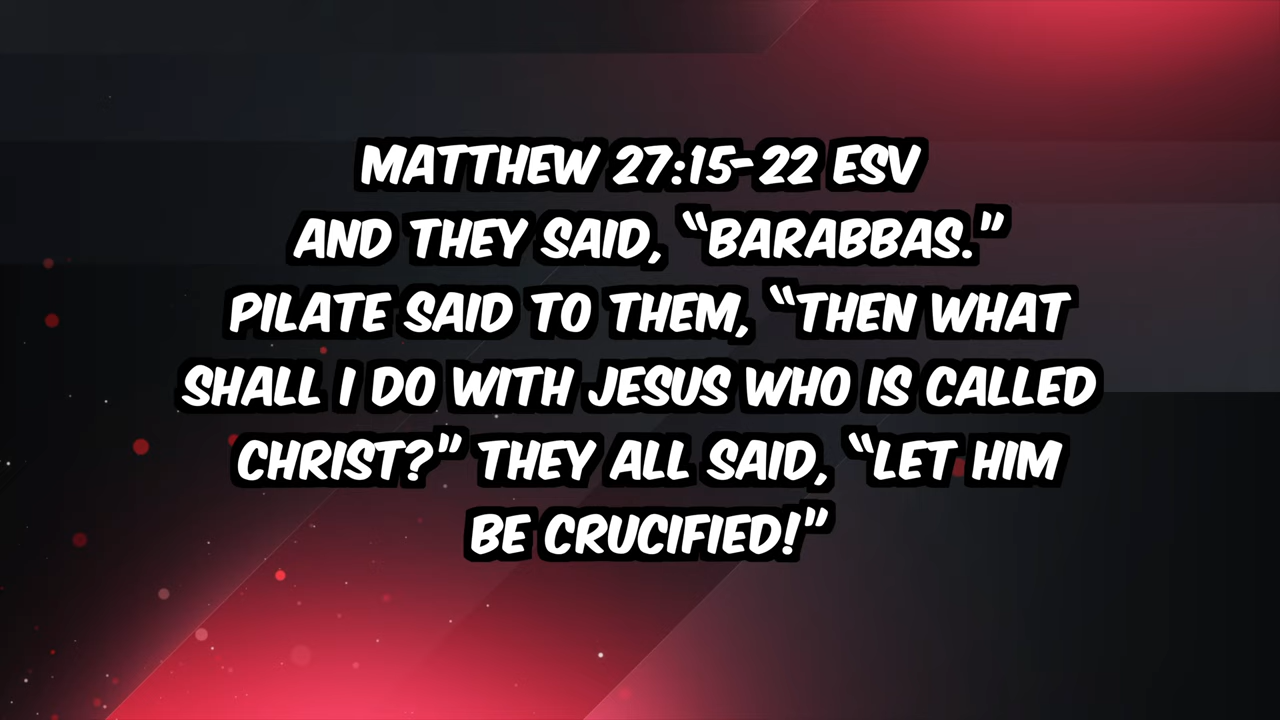 MATTHEW 27:15-22 ESV
AND THEY SAID, “BARABBAS.”
PILATE SAID TO THEM, “THEN WHAT
SHALL I DO WITH JESUS WHO IS CALLED
CHRIST?” THEY ALL SAID, “LET HIM
BE CRUCIFIED!”